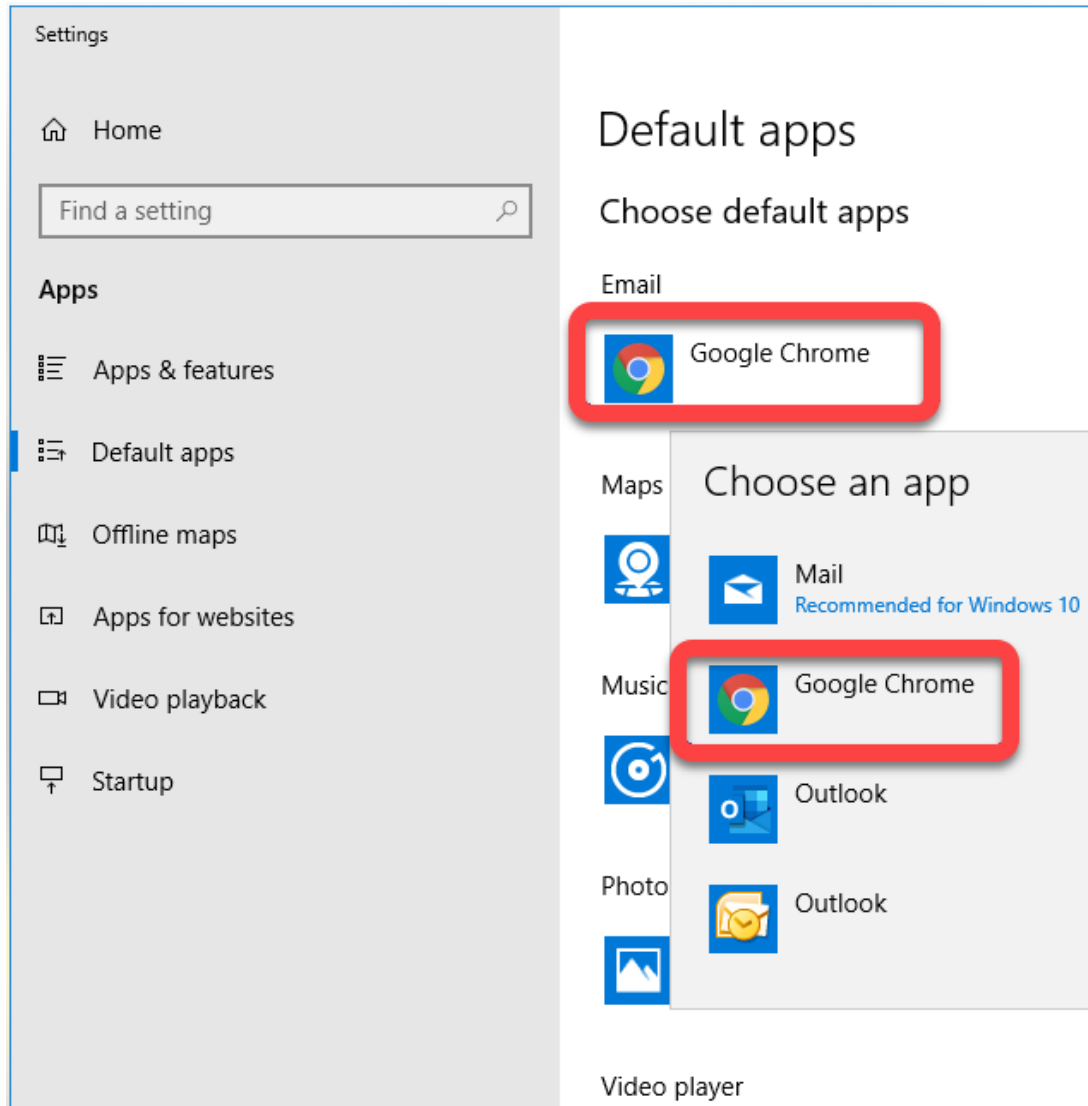 Settings
Home
Find a setting
Apps
Apps & features
Default apps
Offline maps
Apps for websites
Video playback
Startup
Default apps
Choose default apps
Email
Google Chrome
Maps
Music
Photo
Video player
Choose an app
Mail
Recommended for Windows 10
Google Chrome
Outlook
Outlook